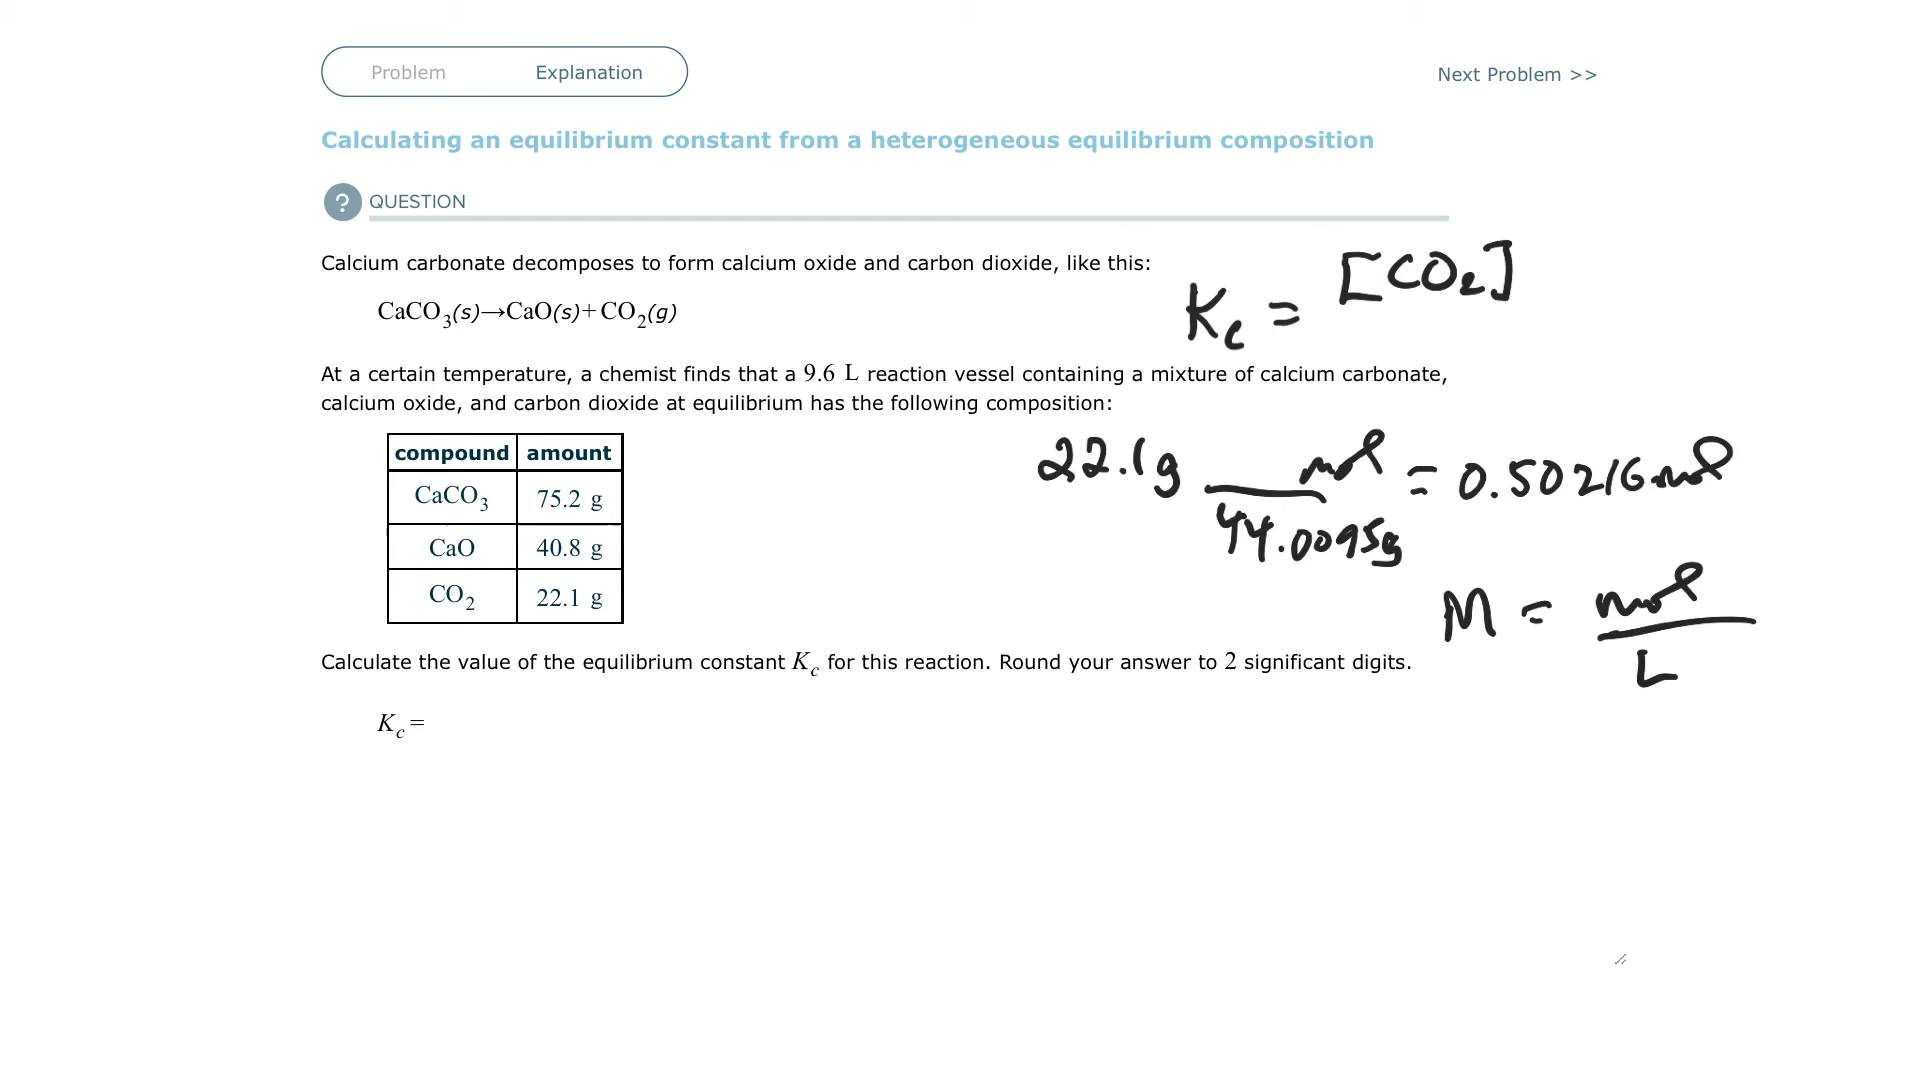 Problem Explanation Next Problem >>
Calculating an equilibrium constant from a heterogeneous equilibrium composition
? QUESTION
Calcium carbonate decomposes to form calcium oxide and carbon dioxide, like this:
CaCO₃(s)→CaO(s)+CO₂(g)
Kc = [CO₂]
At a certain temperature, a chemist finds that a 9.6 L reaction vessel containing a mixture of calcium carbonate,
calcium oxide, and carbon dioxide at equilibrium has the following composition:
compound amount
CaCO₃ 75.2 g
CaO 40.8 g
CO₂ 22.1 g
22.1g mol = 0.50216mol
44.0095g
M = mol
L
Calculate the value of the equilibrium constant Kc for this reaction. Round your answer to 2 significant digits.
Kc =